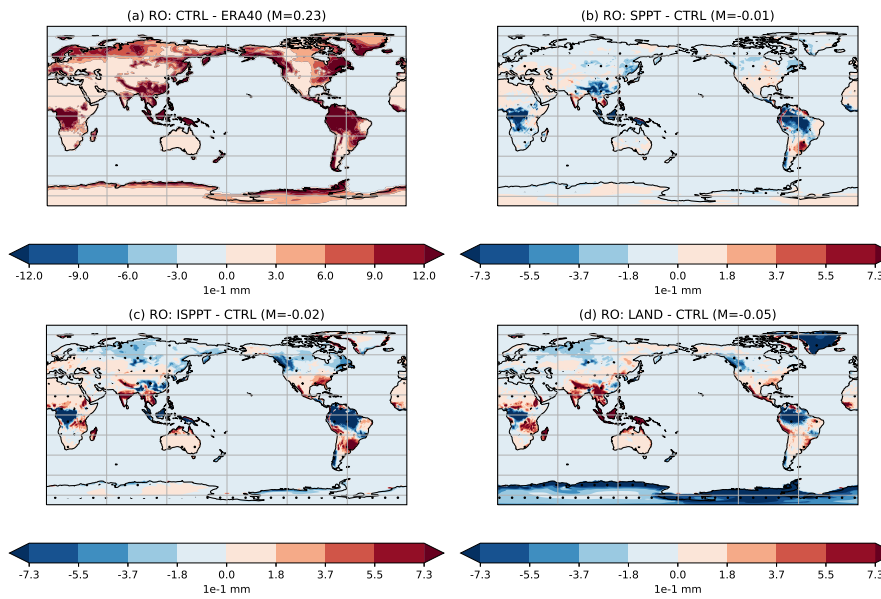 (a) RO: CTRL - ERA40 (M=0.23)
(b) RO: SPPT - CTRL (M=-0.01)
-12.0 -9.0 -6.0 -3.0 0.0 3.0 6.0 9.0 12.0
1e-1 mm
-7.3 -5.5 -3.7 -1.8 0.0 1.8 3.7 5.5 7.3
1e-1 mm
(c) RO: ISPPT - CTRL (M=-0.02)
(d) RO: LAND - CTRL (M=-0.05)
-7.3 -5.5 -3.7 -1.8 0.0 1.8 3.7 5.5 7.3
1e-1 mm
-7.3 -5.5 -3.7 -1.8 0.0 1.8 3.7 5.5 7.3
1e-1 mm